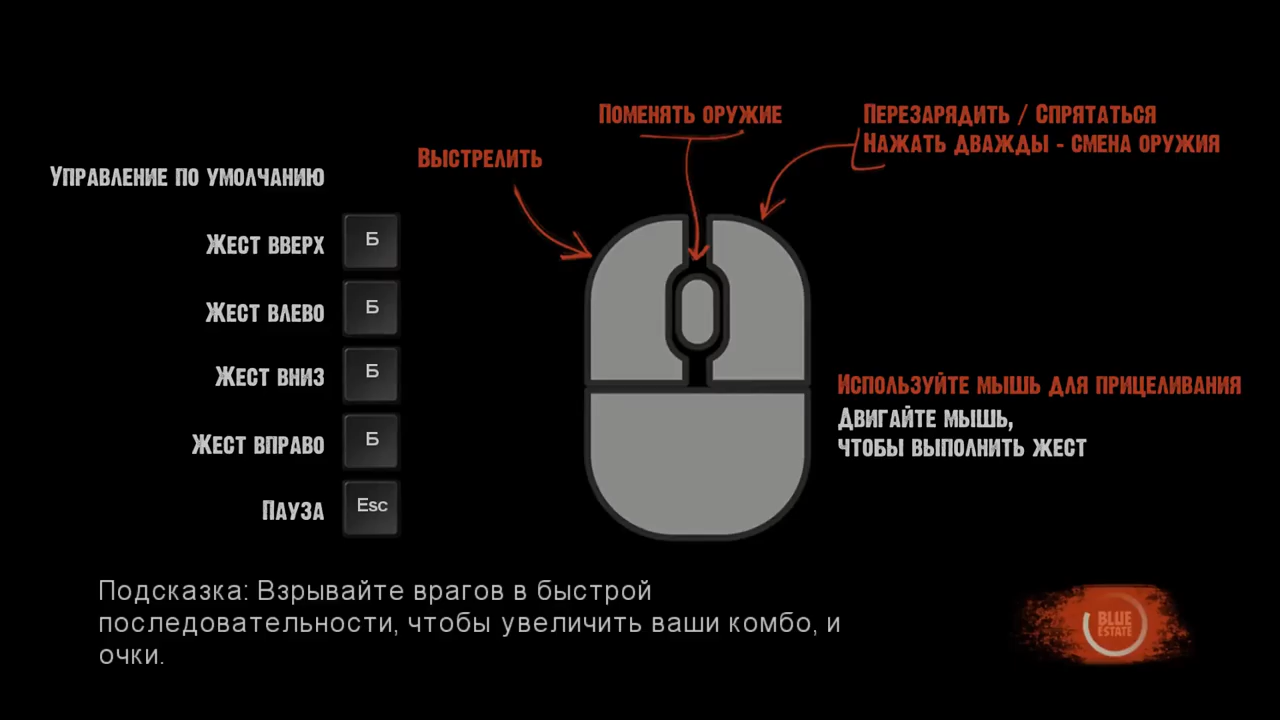 Поменять оружие
Перезарядить / Спрятаться
Нажать дважды - смена оружия
Выстрелить
Управление по умолчанию
Жест вверх
Б
Жест влево
Б
Жест вниз
Б
Жест вправо
Б
Пауза
Esc
Используйте мышь для прицеливания
Двигайте мышь,
чтобы выполнить жест
Подсказка: Взрывайте врагов в быстрой
последовательности, чтобы увеличить ваши комбо, и
очки.
BLUE
ESTATE